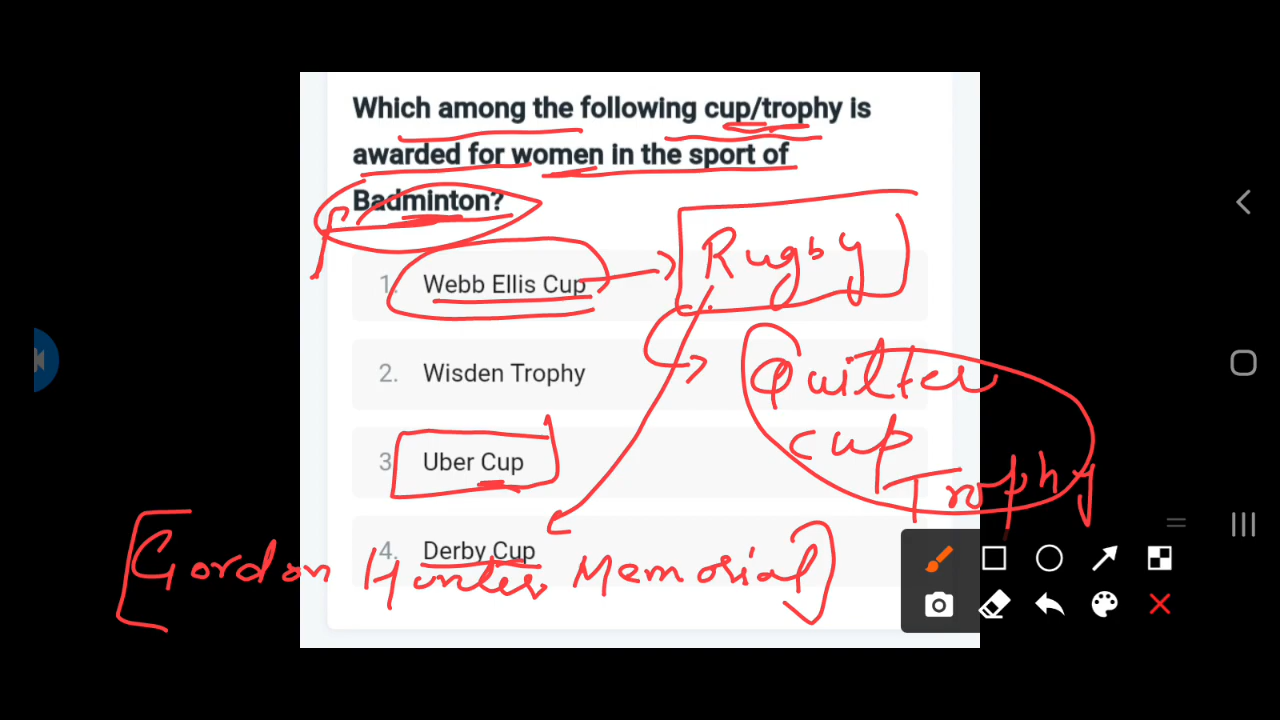 Which among the following cup/trophy is
awarded for women in the sport of
Badminton?
1. Webb Ellis Cup
Rugby
2. Wisden Trophy
Quilter
cup
Trophy
3. Uber Cup
4. Derby Cup
Gordon Hunter Memorial